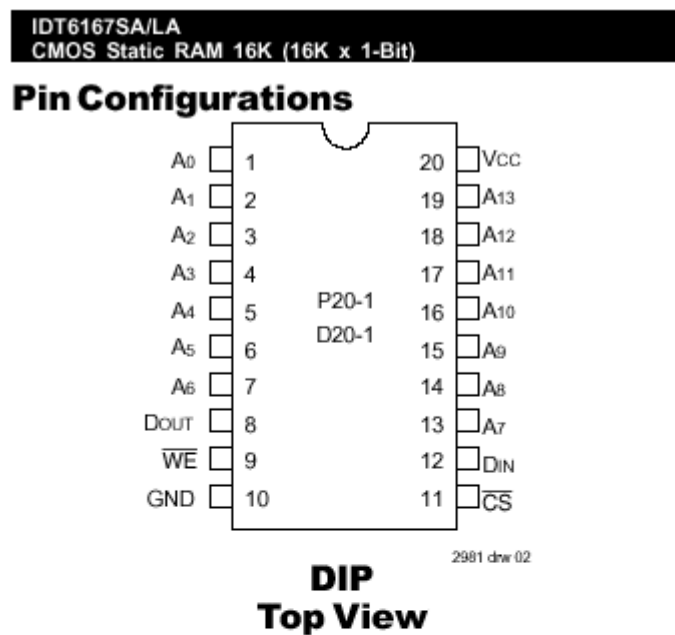 IDT6167SA/LA
CMOS Static RAM 16K (16K x 1-Bit)
Pin Configurations
A0 1 20 VCC
A1 2 19 A13
A2 3 18 A12
A3 4 17 A11
A4 5 P20-1 16 A10
A5 6 D20-1 15 A9
A6 7 14 A8
DOUT 8 13 A7
W̅E̅ 9 12 DIN
GND 10 11 C̅S̅
2981 drw 02
DIP
Top View